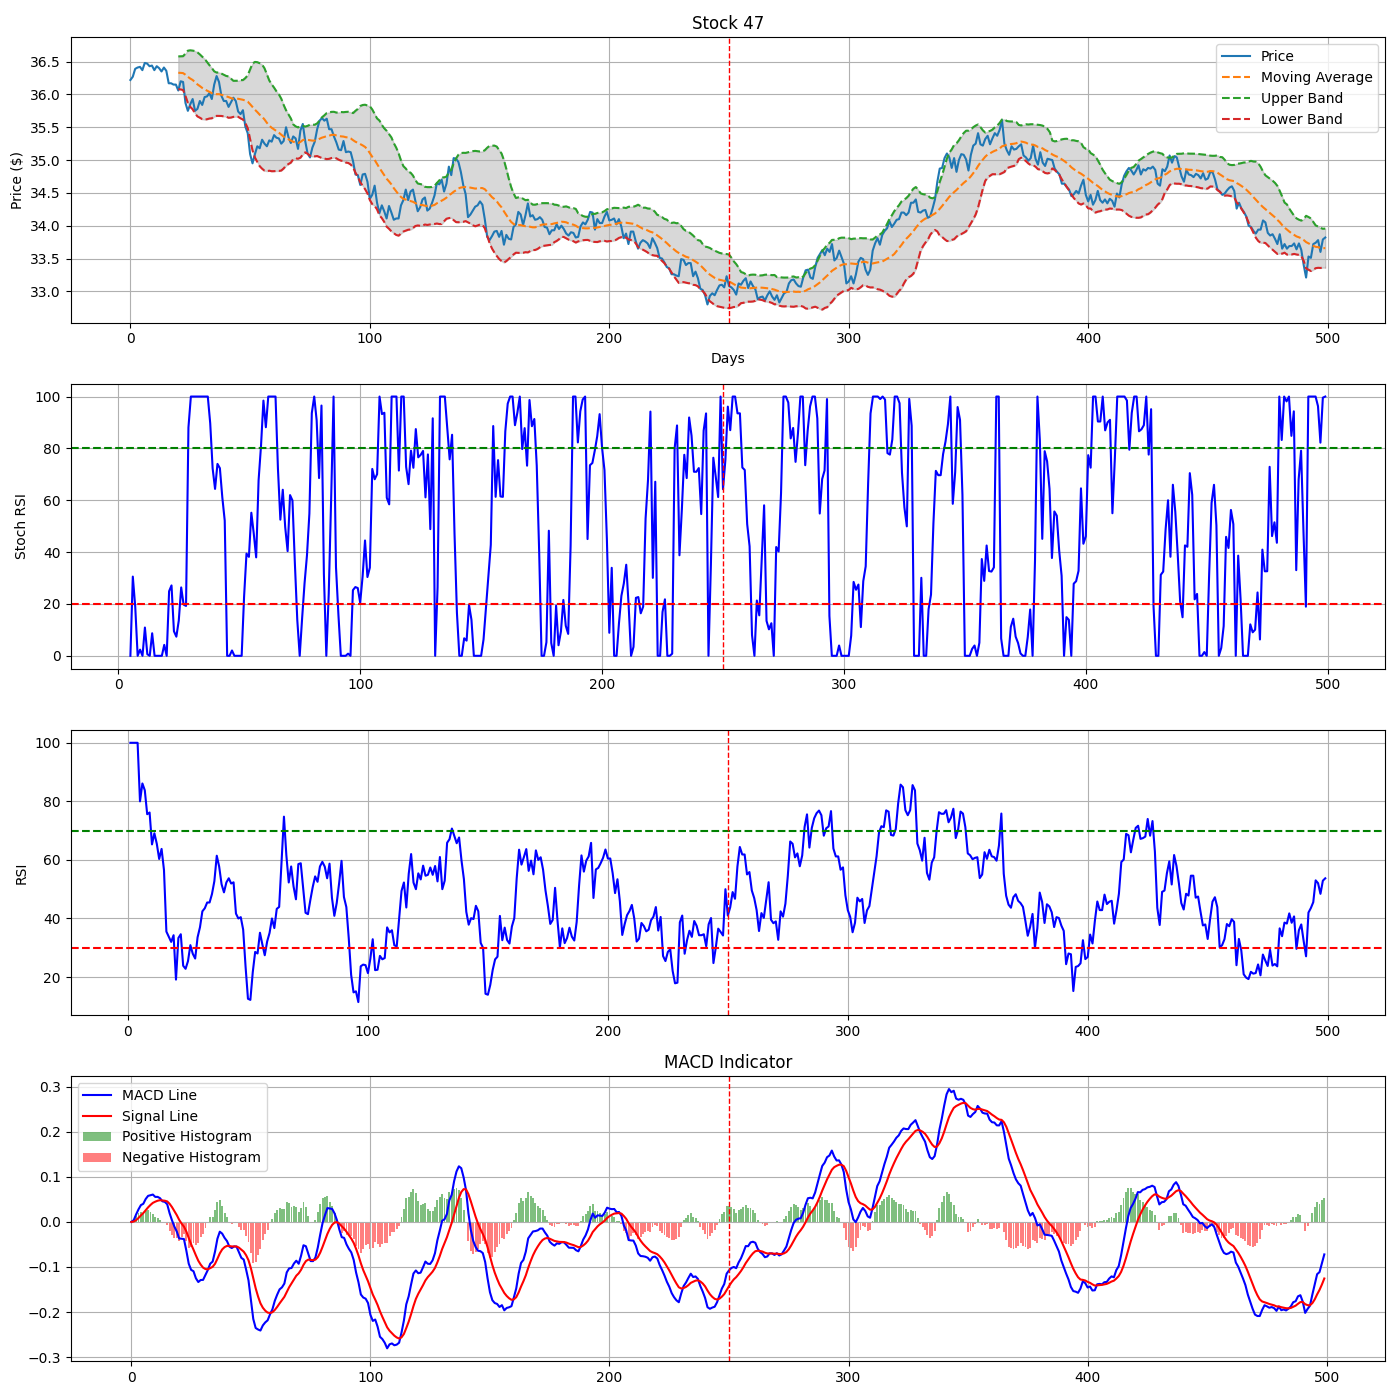 Stock 47
36.5
36.0
35.5
35.0
34.5
34.0
33.5
33.0
Price ($)
Price
Moving Average
Upper Band
Lower Band
0 100 200 300 400 500
Days
100
80
60
40
20
0
Stoch RSI
0 100 200 300 400 500
100
80
60
40
20
RSI
0 100 200 300 400 500
MACD Indicator
0.3
0.2
0.1
0.0
−0.1
−0.2
−0.3
MACD Line
Signal Line
Positive Histogram
Negative Histogram
0 100 200 300 400 500